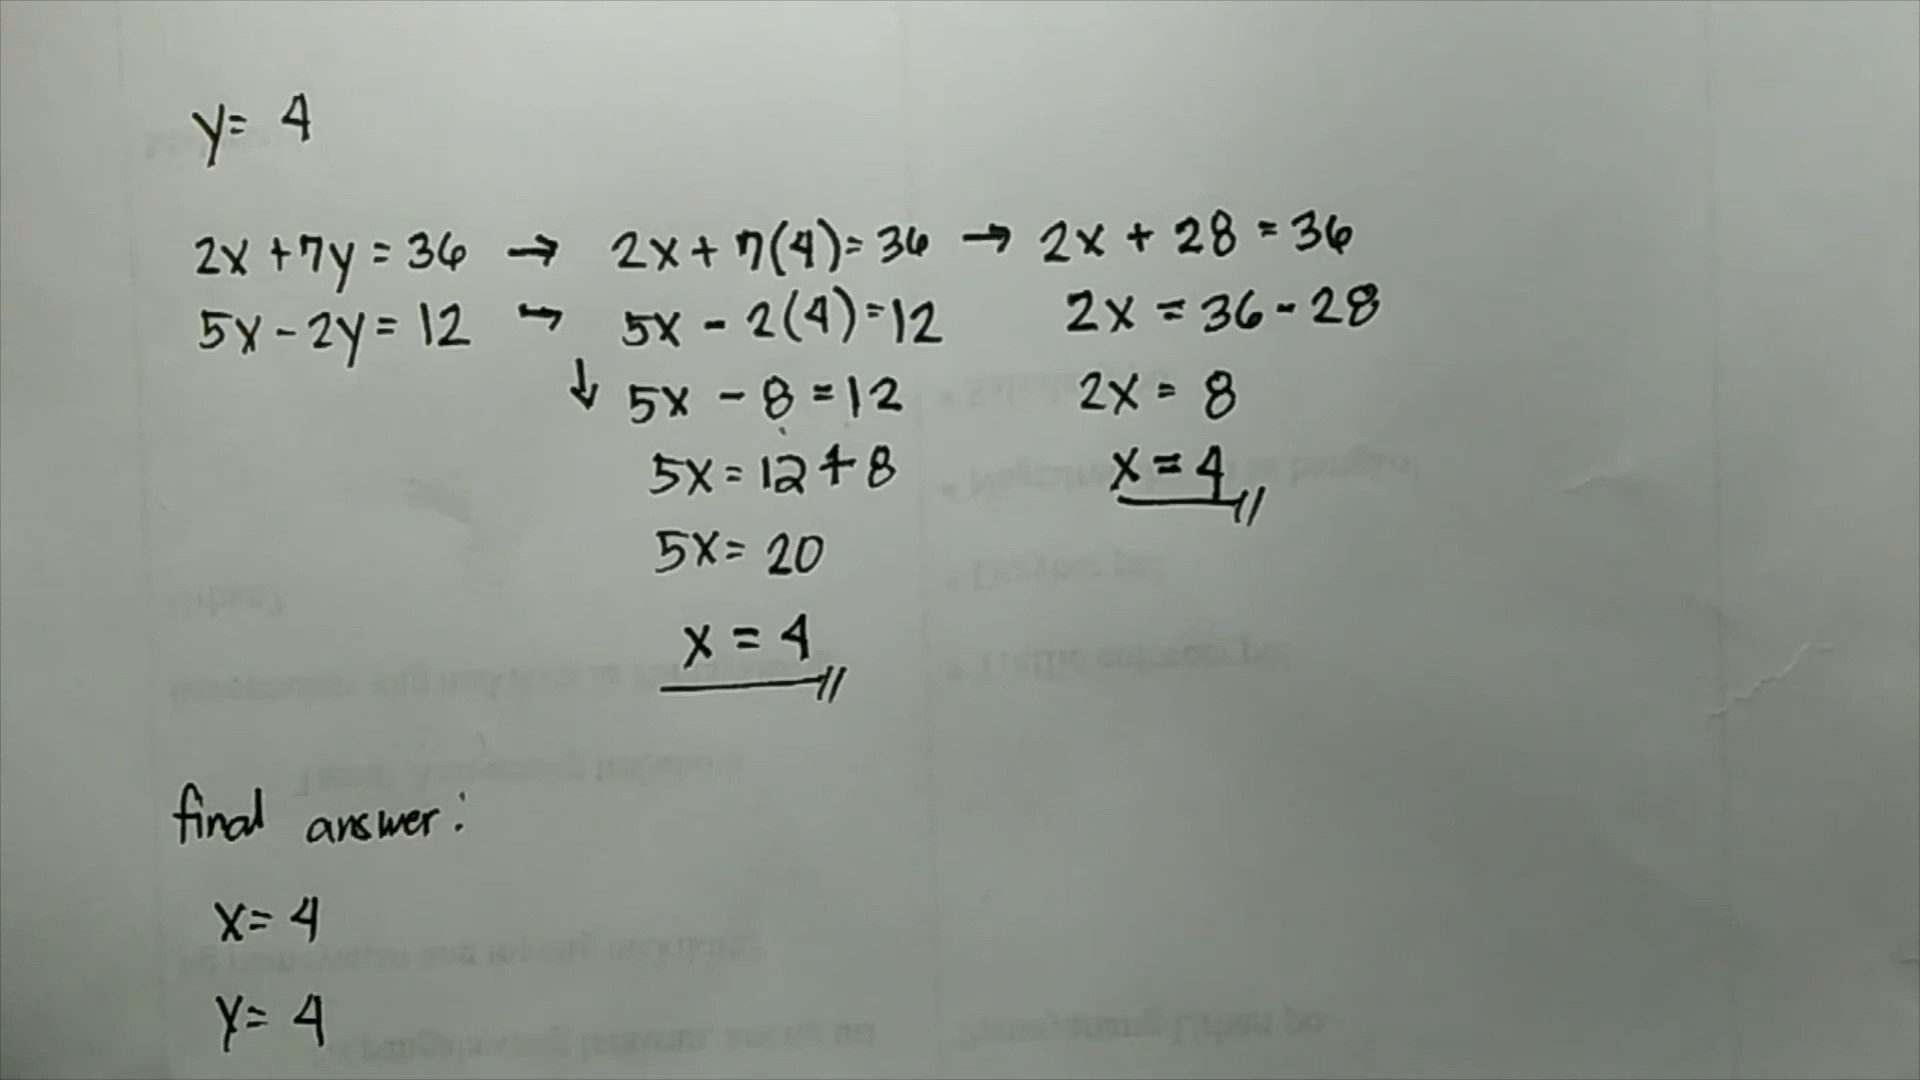 y= 4
2x +7y = 36 → 2x + 7(4)= 36 → 2x + 28 = 36
5x - 2y = 12 → 5x - 2(4)=12
2x = 36 - 28
↓ 5x - 8 = 12
2x = 8
5x = 12 + 8
x = 4
5x = 20
x = 4
final answer:
x= 4
y= 4